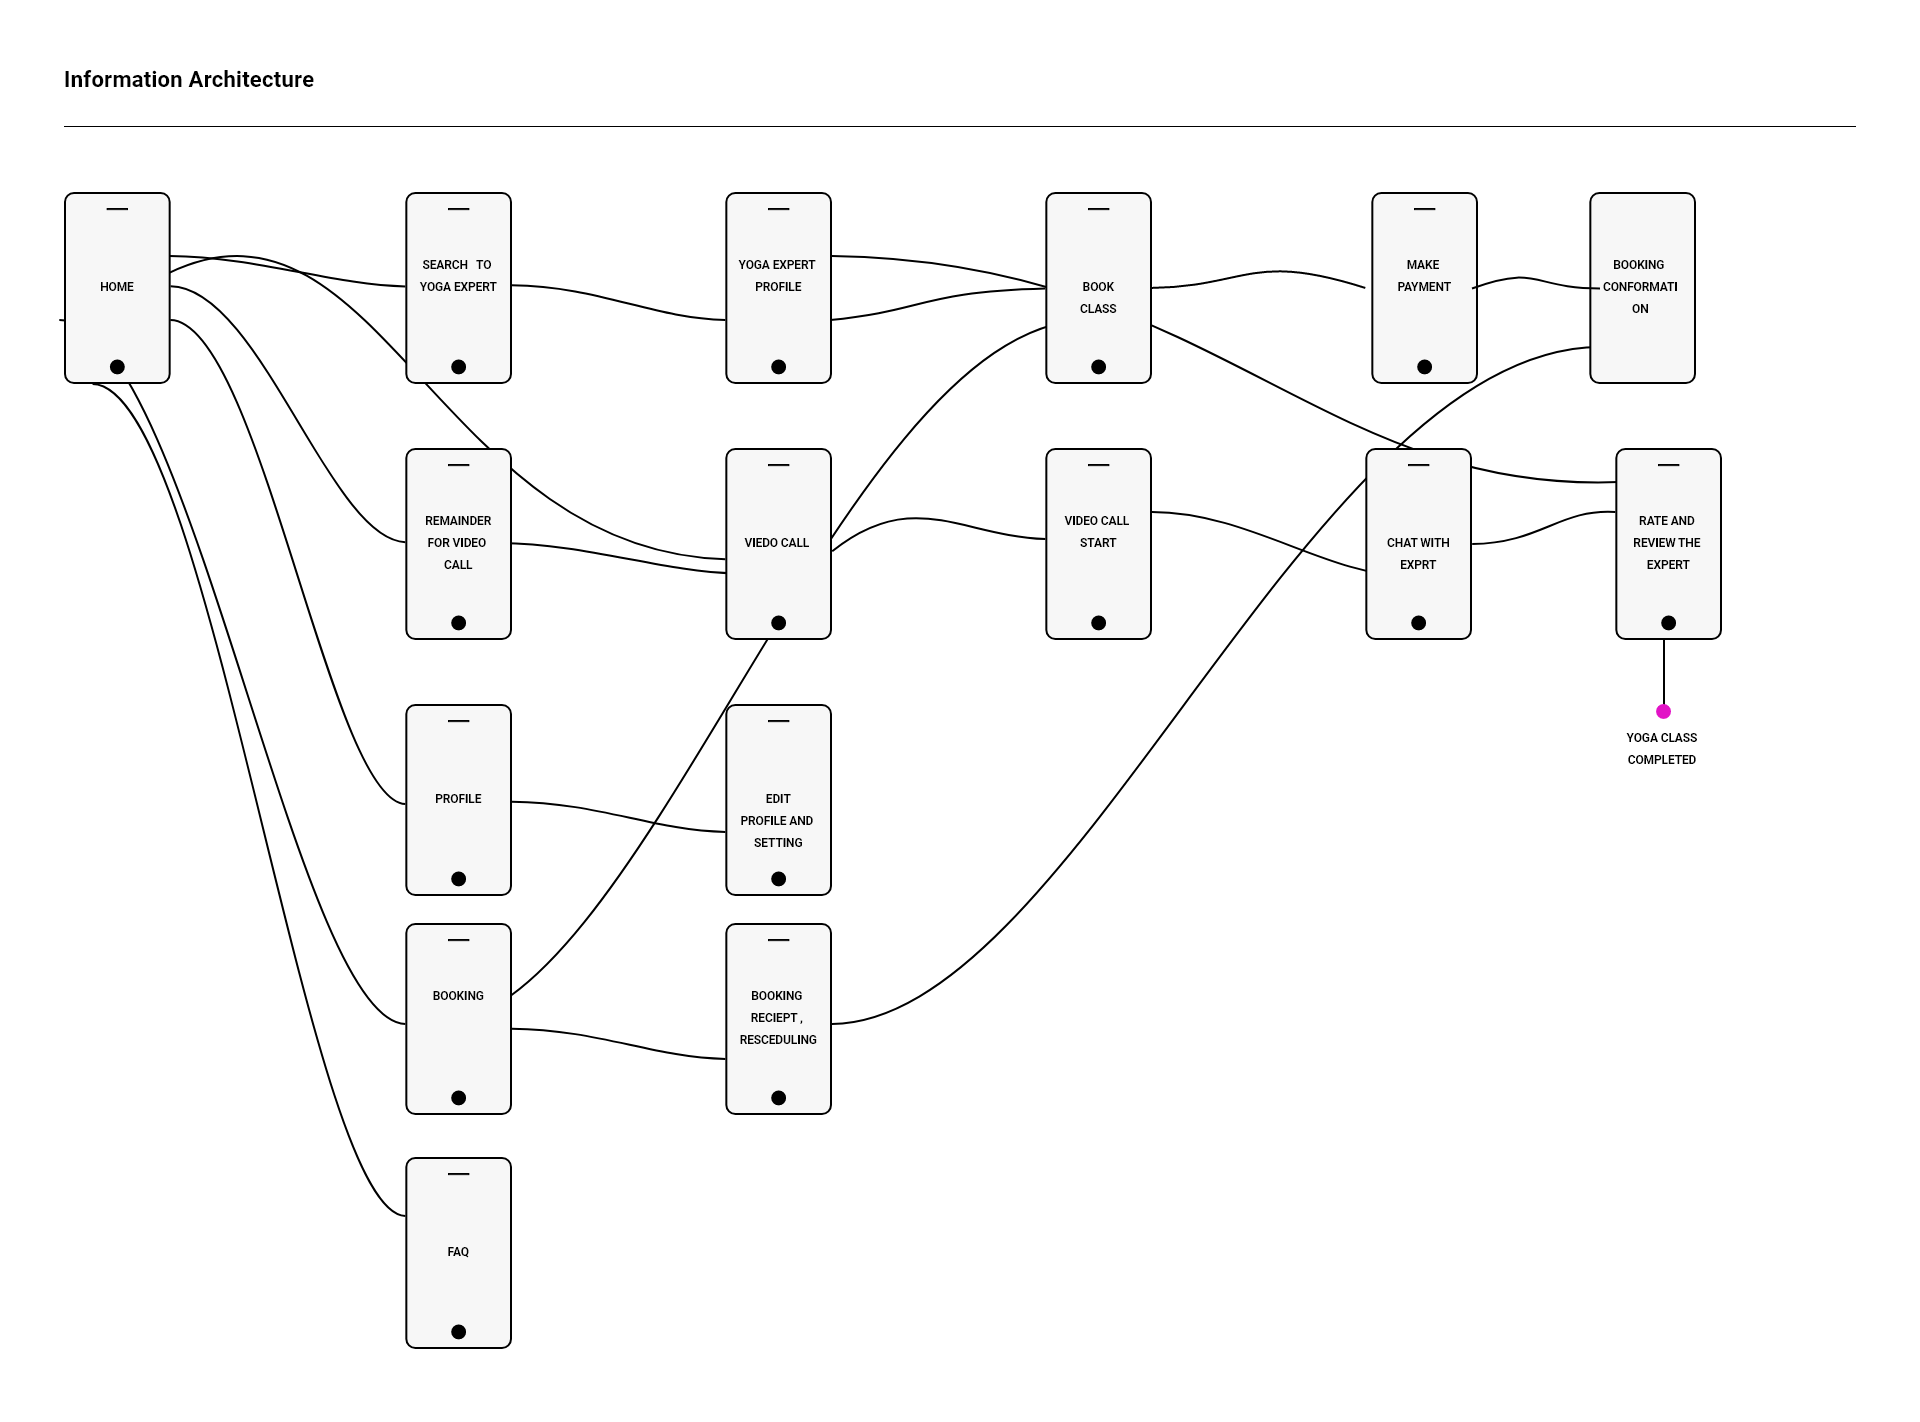 Information Architecture
HOME
SEARCH TO
YOGA EXPERT
YOGA EXPERT
PROFILE
BOOK
CLASS
MAKE
PAYMENT
BOOKING
CONFORMATI
ON
REMAINDER
FOR VIDEO
CALL
VIEDO CALL
VIDEO CALL
START
CHAT WITH
EXPRT
RATE AND
REVIEW THE
EXPERT
YOGA CLASS
COMPLETED
PROFILE
EDIT
PROFILE AND
SETTING
BOOKING
BOOKING
RECIEPT ,
RESCEDULING
FAQ